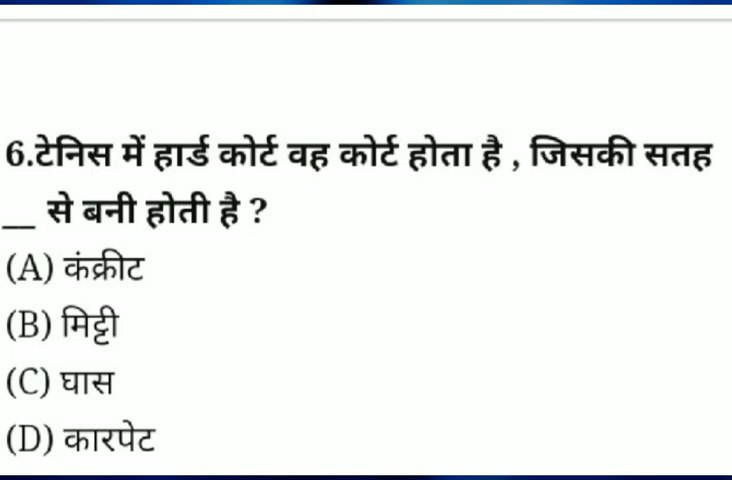 6.टेनिस में हार्ड कोर्ट वह कोर्ट होता है , जिसकी सतह
__ से बनी होती है ?
(A) कंक्रीट
(B) मिट्टी
(C) घास
(D) कारपेट